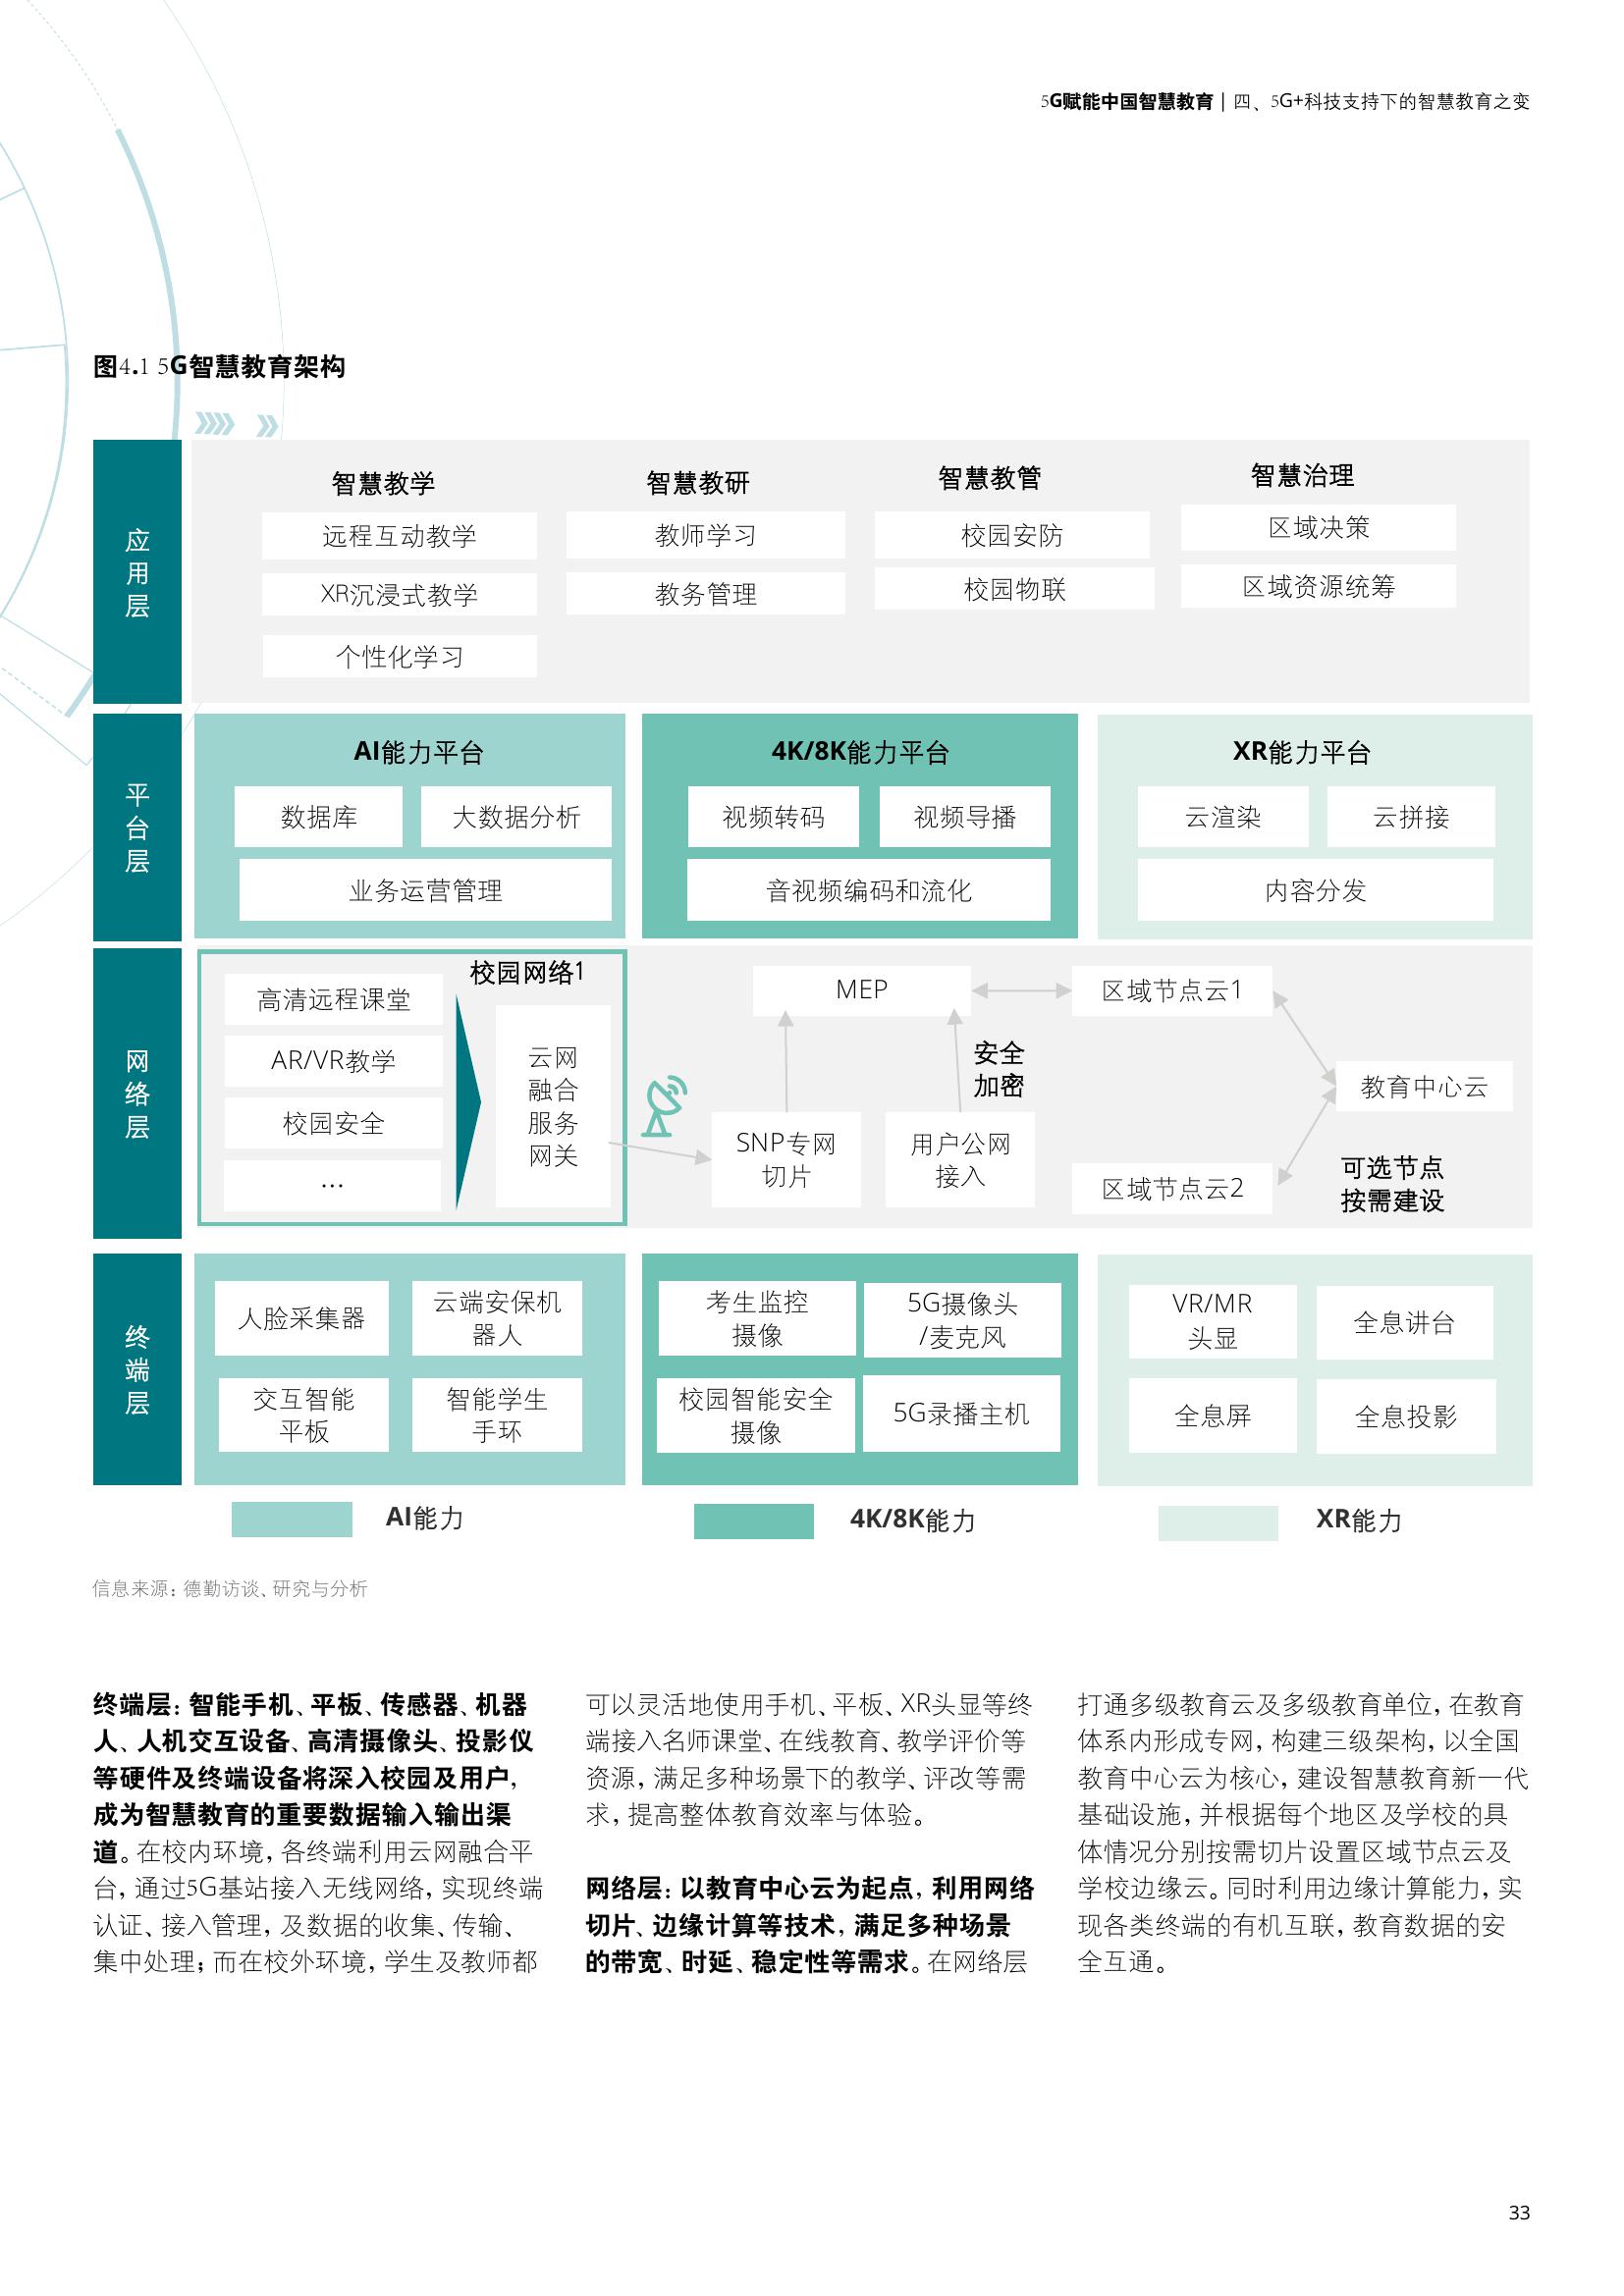 5G赋能中国智慧教育 | 四、5G+科技支持下的智慧教育之变
图4.1 5G智慧教育架构
应用层
智慧教学
远程互动教学
XR沉浸式教学
个性化学习
智慧教研
教师学习
教务管理
智慧教管
校园安防
校园物联
智慧治理
区域决策
区域资源统筹
平台层
AI能力平台
数据库
大数据分析
业务运营管理
4K/8K能力平台
视频转码
视频导播
音视频编码和流化
XR能力平台
云渲染
云拼接
内容分发
网络层
校园网络1
高清远程课堂
AR/VR教学
校园安全
...
云网
融合
服务
网关
MEP
SNP专网
切片
用户公网
接入
安全
加密
区域节点云1
区域节点云2
教育中心云
可选节点
按需建设
终端层
人脸采集器
云端安保机
器人
交互智能
平板
智能学生
手环
考生监控
摄像
5G摄像头
/麦克风
校园智能安全
摄像
5G录播主机
VR/MR
头显
全息讲台
全息屏
全息投影
AI能力
4K/8K能力
XR能力
信息来源：德勤访谈、研究与分析
终端层：智能手机、平板、传感器、机器
人、人机交互设备、高清摄像头、投影仪
等硬件及终端设备将深入校园及用户，
成为智慧教育的重要数据输入输出渠
道。在校内环境，各终端利用云网融合平
台，通过5G基站接入无线网络，实现终端
认证、接入管理，及数据的收集、传输、
集中处理；而在校外环境，学生及教师都
可以灵活地使用手机、平板、XR头显等终
端接入名师课堂、在线教育、教学评价等
资源，满足多种场景下的教学、评改等需
求，提高整体教育效率与体验。
网络层：以教育中心云为起点，利用网络
切片、边缘计算等技术，满足多种场景
的带宽、时延、稳定性等需求。在网络层
打通多级教育云及多级教育单位，在教育
体系内形成专网，构建三级架构，以全国
教育中心云为核心，建设智慧教育新一代
基础设施，并根据每个地区及学校的具
体情况分别按需切片设置区域节点云及
学校边缘云。同时利用边缘计算能力，实
现各类终端的有机互联，教育数据的安
全互通。
33